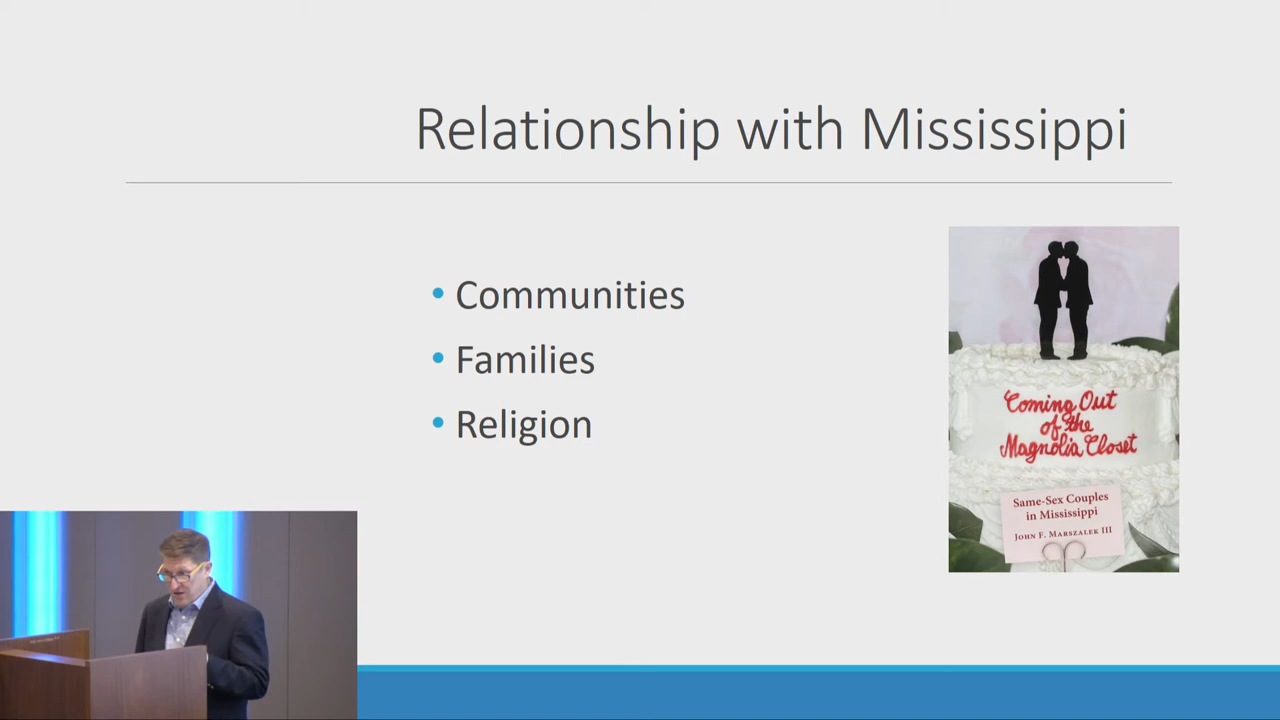 Relationship with Mississippi
• Communities
• Families
• Religion
Coming Out
of the
Magnolia Closet
Same-Sex Couples
in Mississippi
John F. Marszalek III